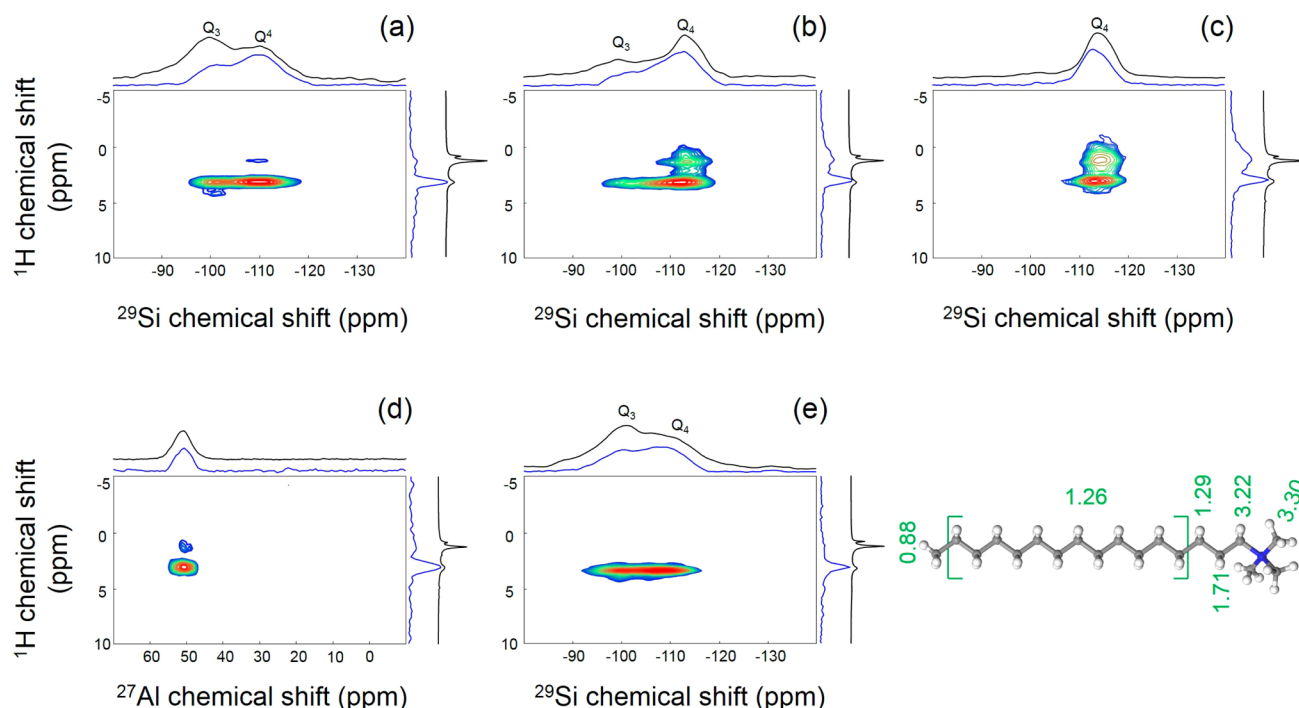 (a)
Q₃ Q⁴
-5
0
5
10
-90 -100 -110 -120 -130
¹H chemical shift
(ppm)
²⁹Si chemical shift (ppm)
(b)
Q₃ Q₄
-5
0
5
10
-90 -100 -110 -120 -130
²⁹Si chemical shift (ppm)
(c)
Q₄
-5
0
5
10
-90 -100 -114 -120 -130
²⁹Si chemical shift (ppm)
(d)
-5
0
5
10
60 50 40 30 20 10 0
¹H chemical shift
(ppm)
²⁷Al chemical shift (ppm)
(e)
Q₃ Q₄
-5
0
5
10
-90 -100 -110 -120 -130
²⁹Si chemical shift (ppm)
0.88
1.26
1.29
3.22
3.30
1.71